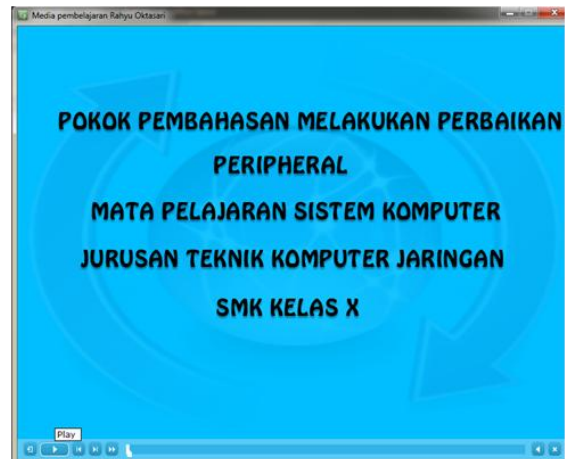 Media pembelajaran Rahyu Oktasari
POKOK PEMBAHASAN MELAKUKAN PERBAIKAN
PERIPHERAL
MATA PELAJARAN SISTEM KOMPUTER
JURUSAN TEKNIK KOMPUTER JARINGAN
SMK KELAS X
Play